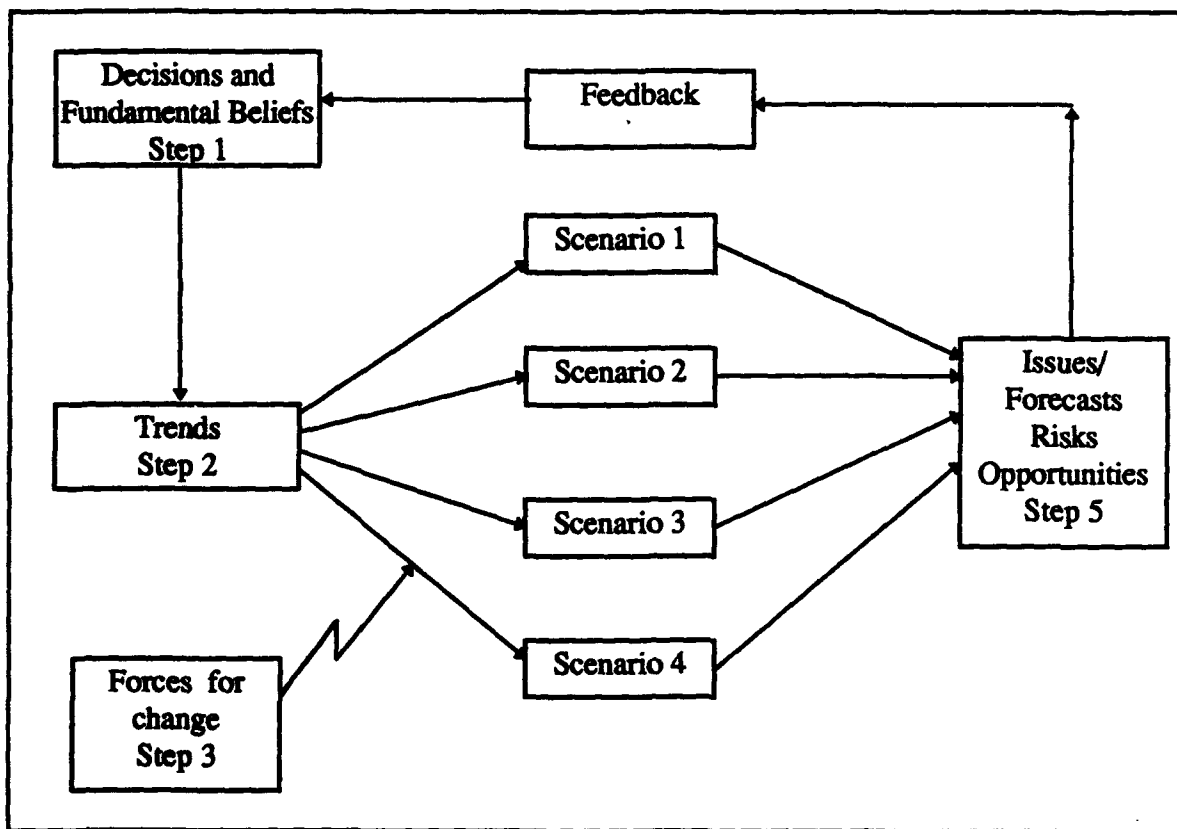 Decisions and
Fundamental Beliefs
Step 1
Feedback
Scenario 1
Scenario 2
Trends
Step 2
Scenario 3
Scenario 4
Forces for
change
Step 3
Issues/
Forecasts
Risks
Opportunities
Step 5